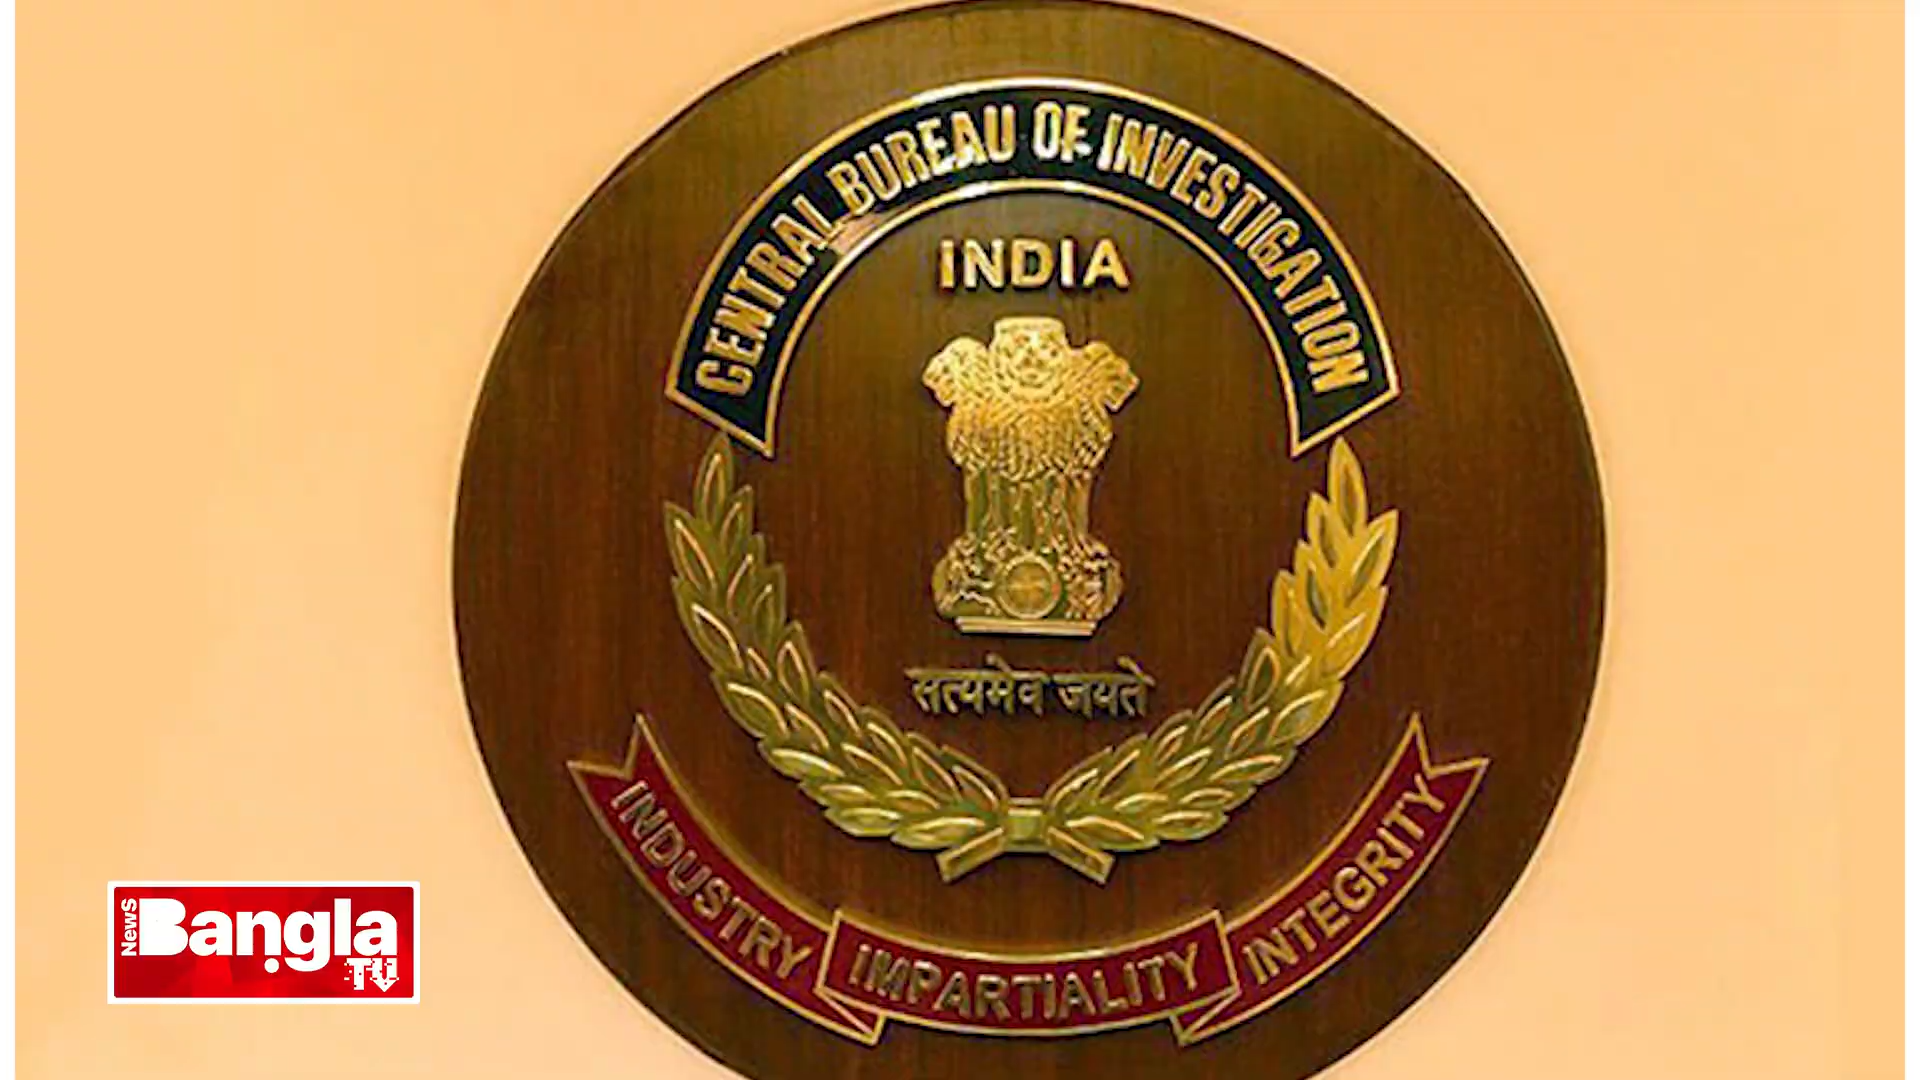 CENTRAL BUREAU OF INVESTIGATION
INDIA
सत्यमेव जयते
INDUSTRY IMPARTIALITY INTEGRITY
NewS Bangla
TV